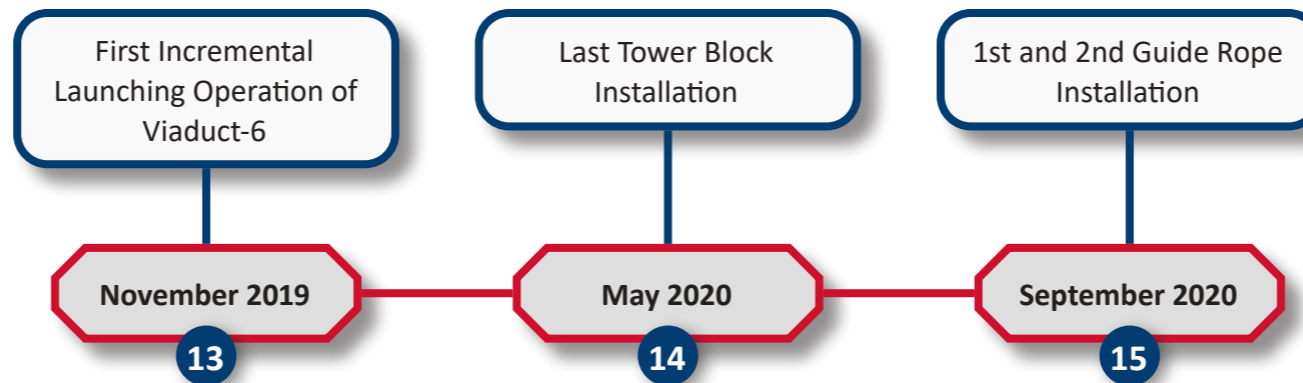 First Incremental
Launching Operation of
Viaduct-6
Last Tower Block
Installation
1st and 2nd Guide Rope
Installation
November 2019
May 2020
September 2020
13
14
15